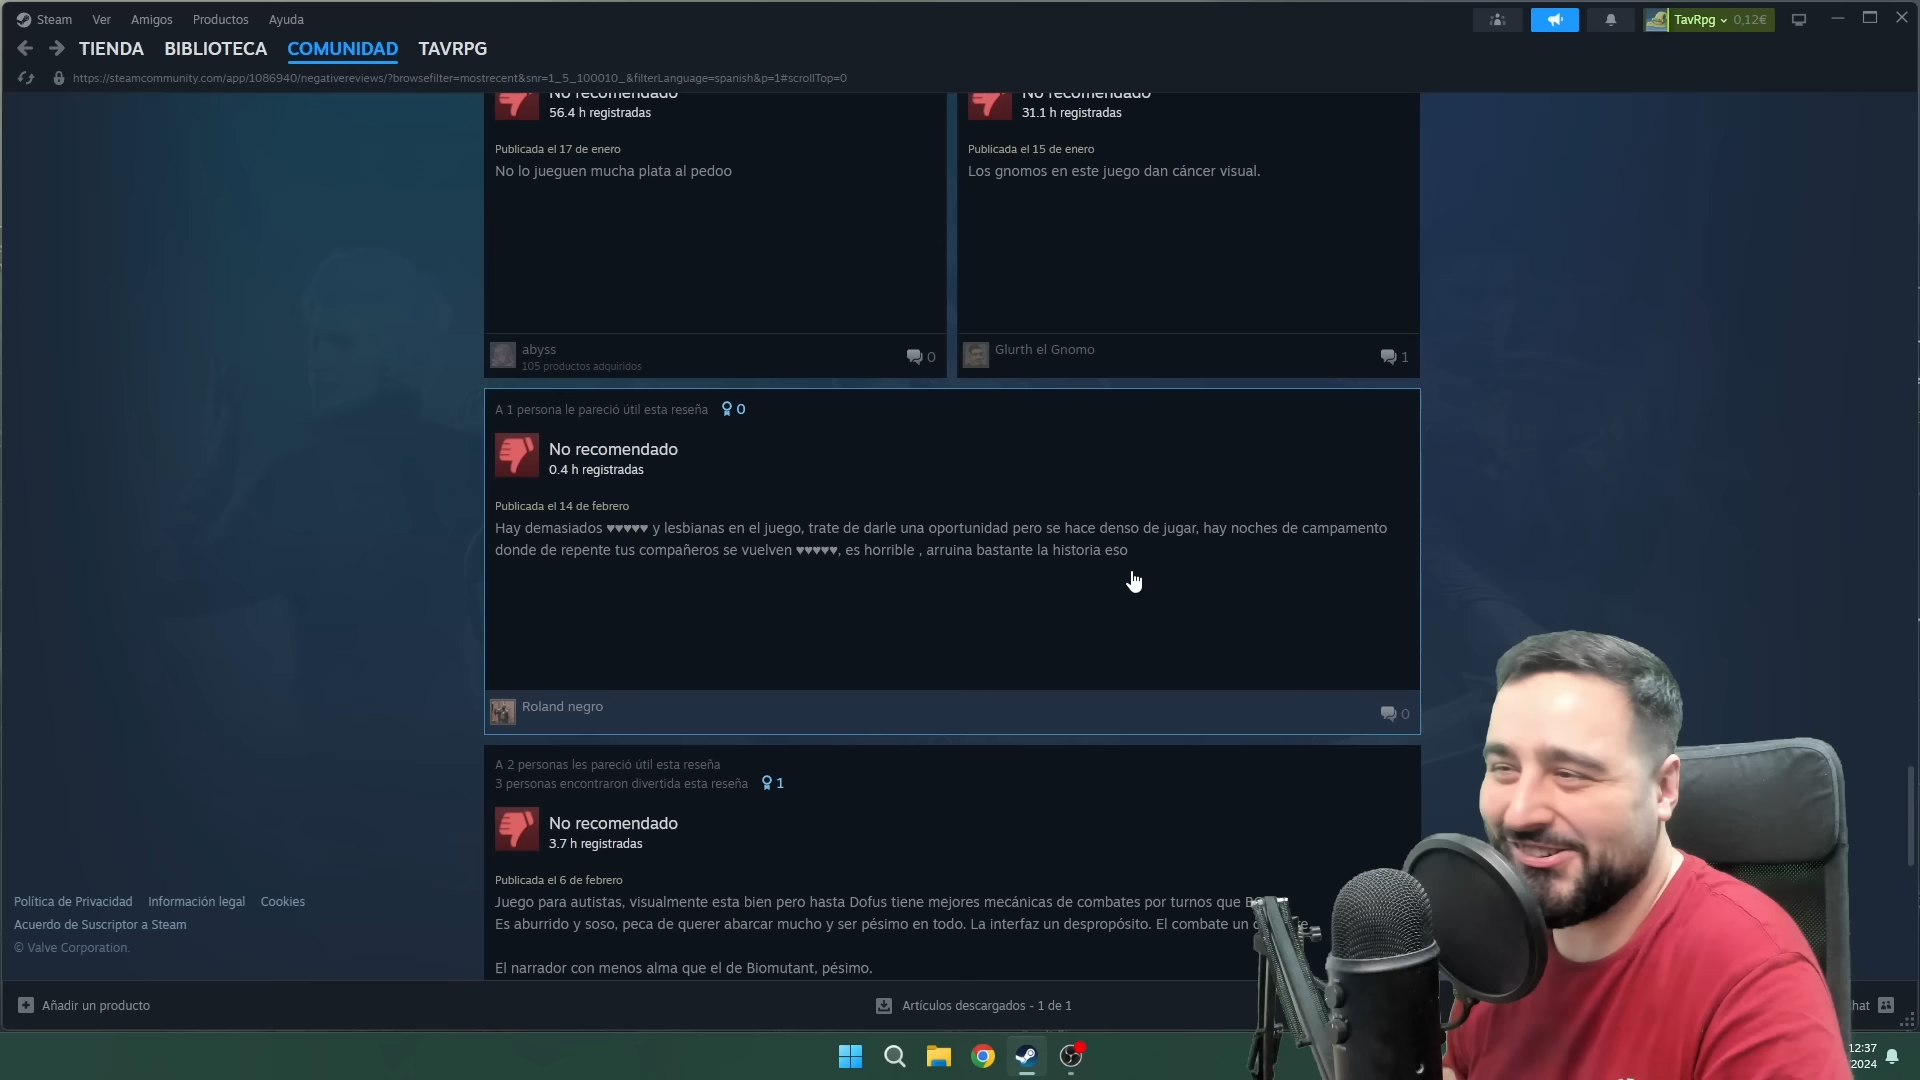 Steam Ver Amigos Productos Ayuda
TavRpg 0,12€
TIENDA BIBLIOTECA COMUNIDAD TAVRPG
https://steamcommunity.com/app/1086940/negativereviews/?browsefilter=mostrecent&snr=1_5_100010_&filterLanguage=spanish&p=1#scrollTop=0
No recomendado
56.4 h registradas
Publicada el 17 de enero
No lo jueguen mucha plata al pedoo
abyss
105 productos adquiridos
0
No recomendado
31.1 h registradas
Publicada el 15 de enero
Los gnomos en este juego dan cáncer visual.
Glurth el Gnomo
1
A 1 persona le pareció útil esta reseña 0
No recomendado
0.4 h registradas
Publicada el 14 de febrero
Hay demasiados ♥♥♥♥♥ y lesbianas en el juego, trate de darle una oportunidad pero se hace denso de jugar, hay noches de campamento
donde de repente tus compañeros se vuelven ♥♥♥♥♥, es horrible , arruina bastante la historia eso
Roland negro
0
A 2 personas les pareció útil esta reseña
3 personas encontraron divertida esta reseña 1
No recomendado
3.7 h registradas
Publicada el 6 de febrero
Juego para autistas, visualmente esta bien pero hasta Dofus tiene mejores mecánicas de combates por turnos que
Es aburrido y soso, peca de querer abarcar mucho y ser pésimo en todo. La interfaz un despropósito. El combate un
El narrador con menos alma que el de Biomutant, pésimo.
Política de Privacidad Información legal Cookies
Acuerdo de Suscriptor a Steam
© Valve Corporation.
Añadir un producto
Artículos descargados - 1 de 1
12:37
2024